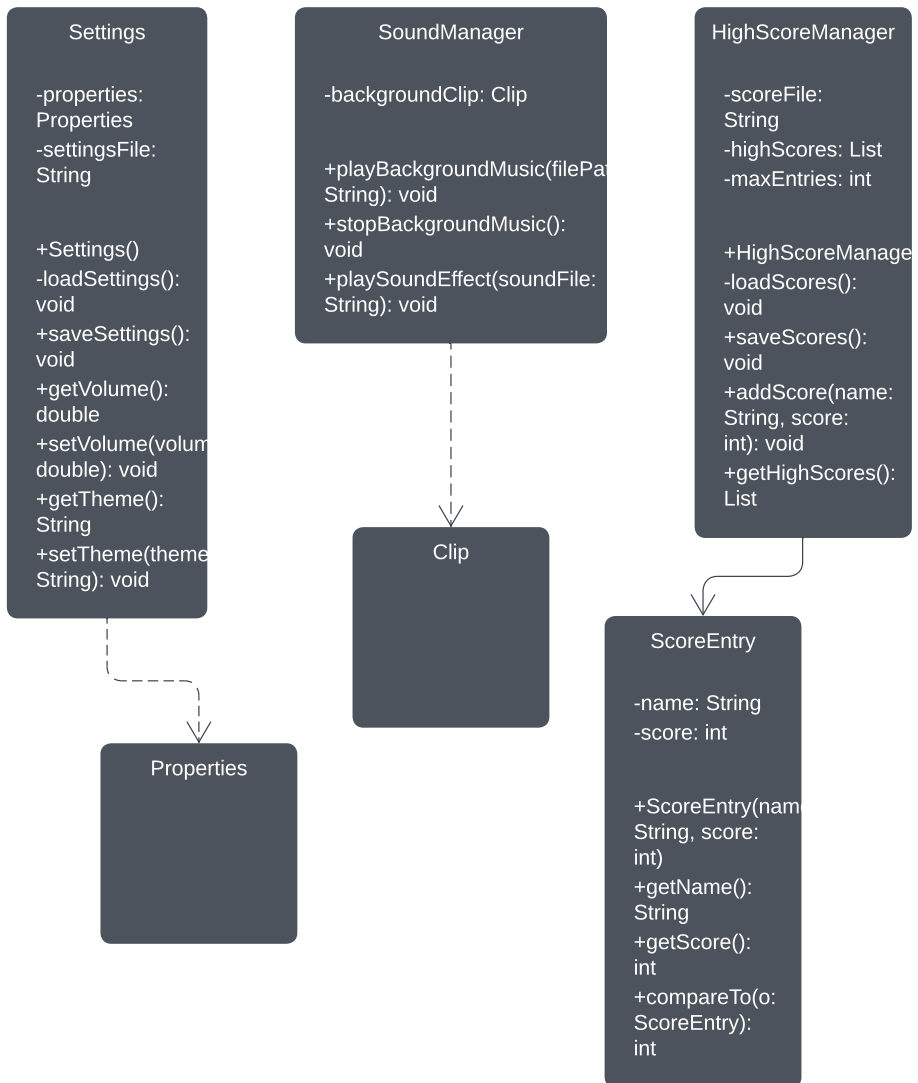 Settings
-properties:
Properties
-settingsFile:
String
+Settings()
-loadSettings():
void
+saveSettings():
void
+getVolume():
double
+setVolume(volum
double): void
+getTheme():
String
+setTheme(theme
String): void
SoundManager
-backgroundClip: Clip
+playBackgroundMusic(filePat
String): void
+stopBackgroundMusic():
void
+playSoundEffect(soundFile:
String): void
HighScoreManager
-scoreFile:
String
-highScores: List
-maxEntries: int
+HighScoreManage
-loadScores():
void
+saveScores():
void
+addScore(name:
String, score:
int): void
+getHighScores():
List
Clip
Properties
ScoreEntry
-name: String
-score: int
+ScoreEntry(name
String, score:
int)
+getName():
String
+getScore():
int
+compareTo(o:
ScoreEntry):
int